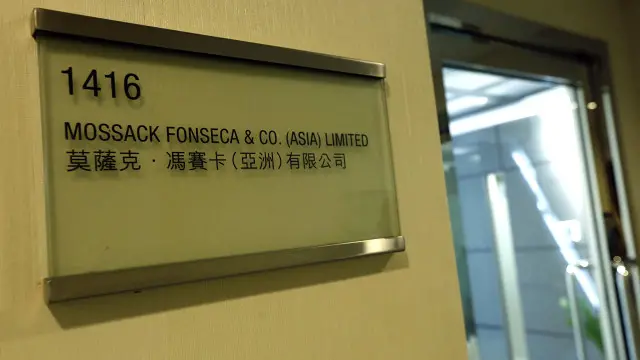 1416
MOSSACK FONSECA & CO. (ASIA) LIMITED
莫薩克 · 馮賽卡(亞洲)有限公司